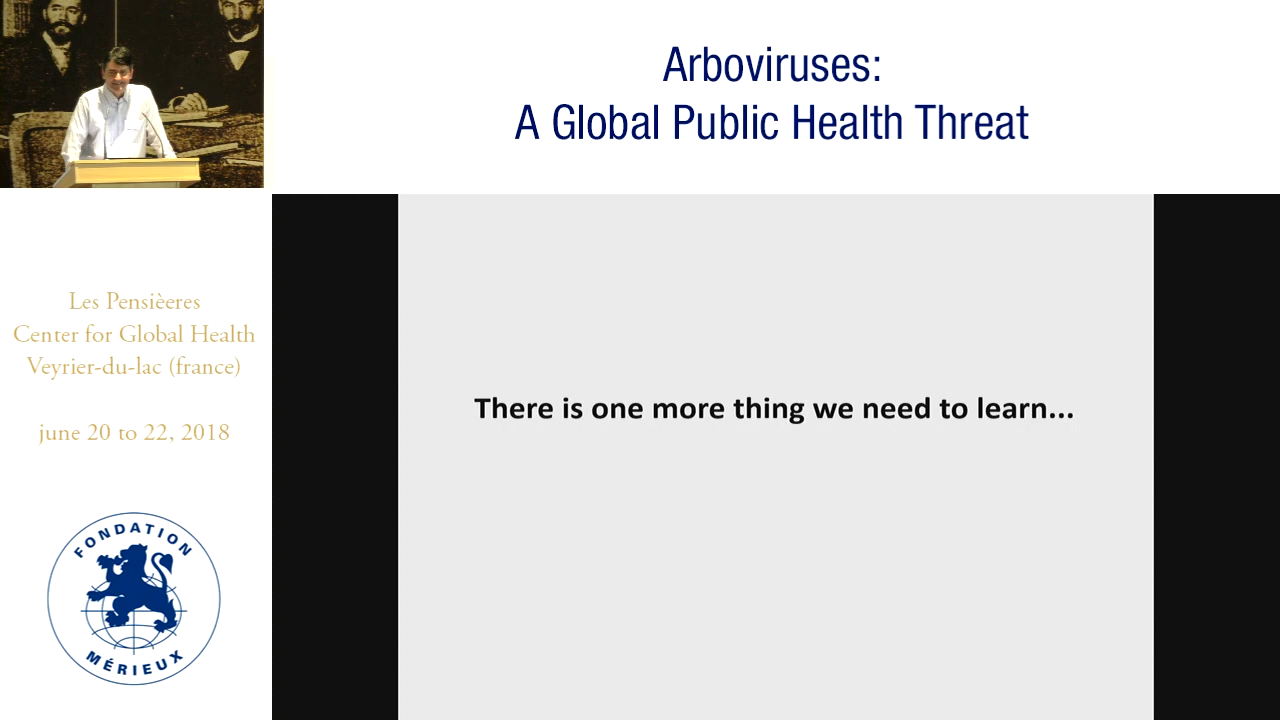 Arboviruses:
A Global Public Health Threat
Les Pensièeres
Center for Global Health
Veyrier-du-lac (france)
june 20 to 22, 2018
FONDATION
MÉRIEUX
There is one more thing we need to learn...